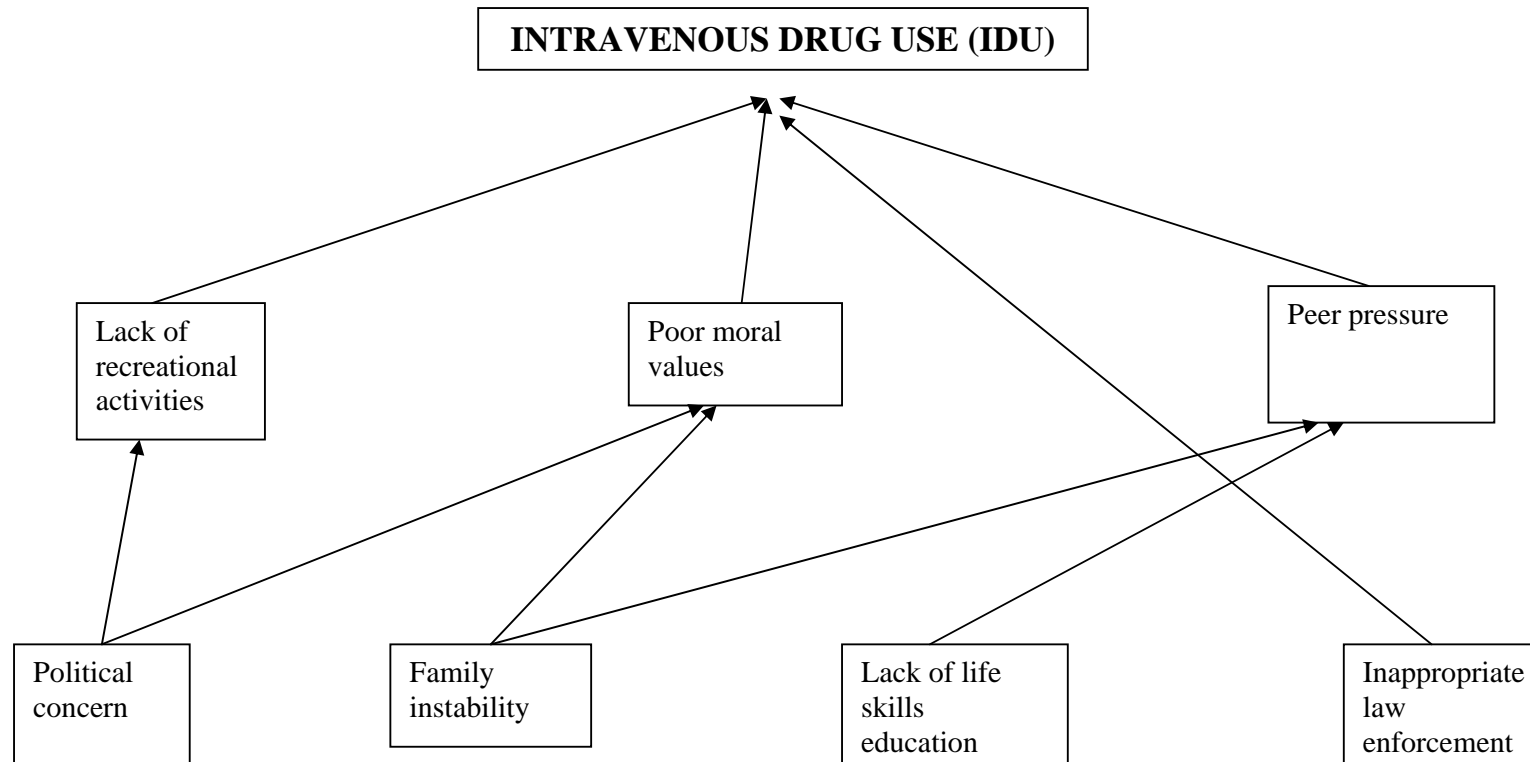 INTRAVENOUS DRUG USE (IDU)
Lack of
recreational
activities
Poor moral
values
Peer pressure
Political
concern
Family
instability
Lack of life
skills
education
Inappropriate
law
enforcement